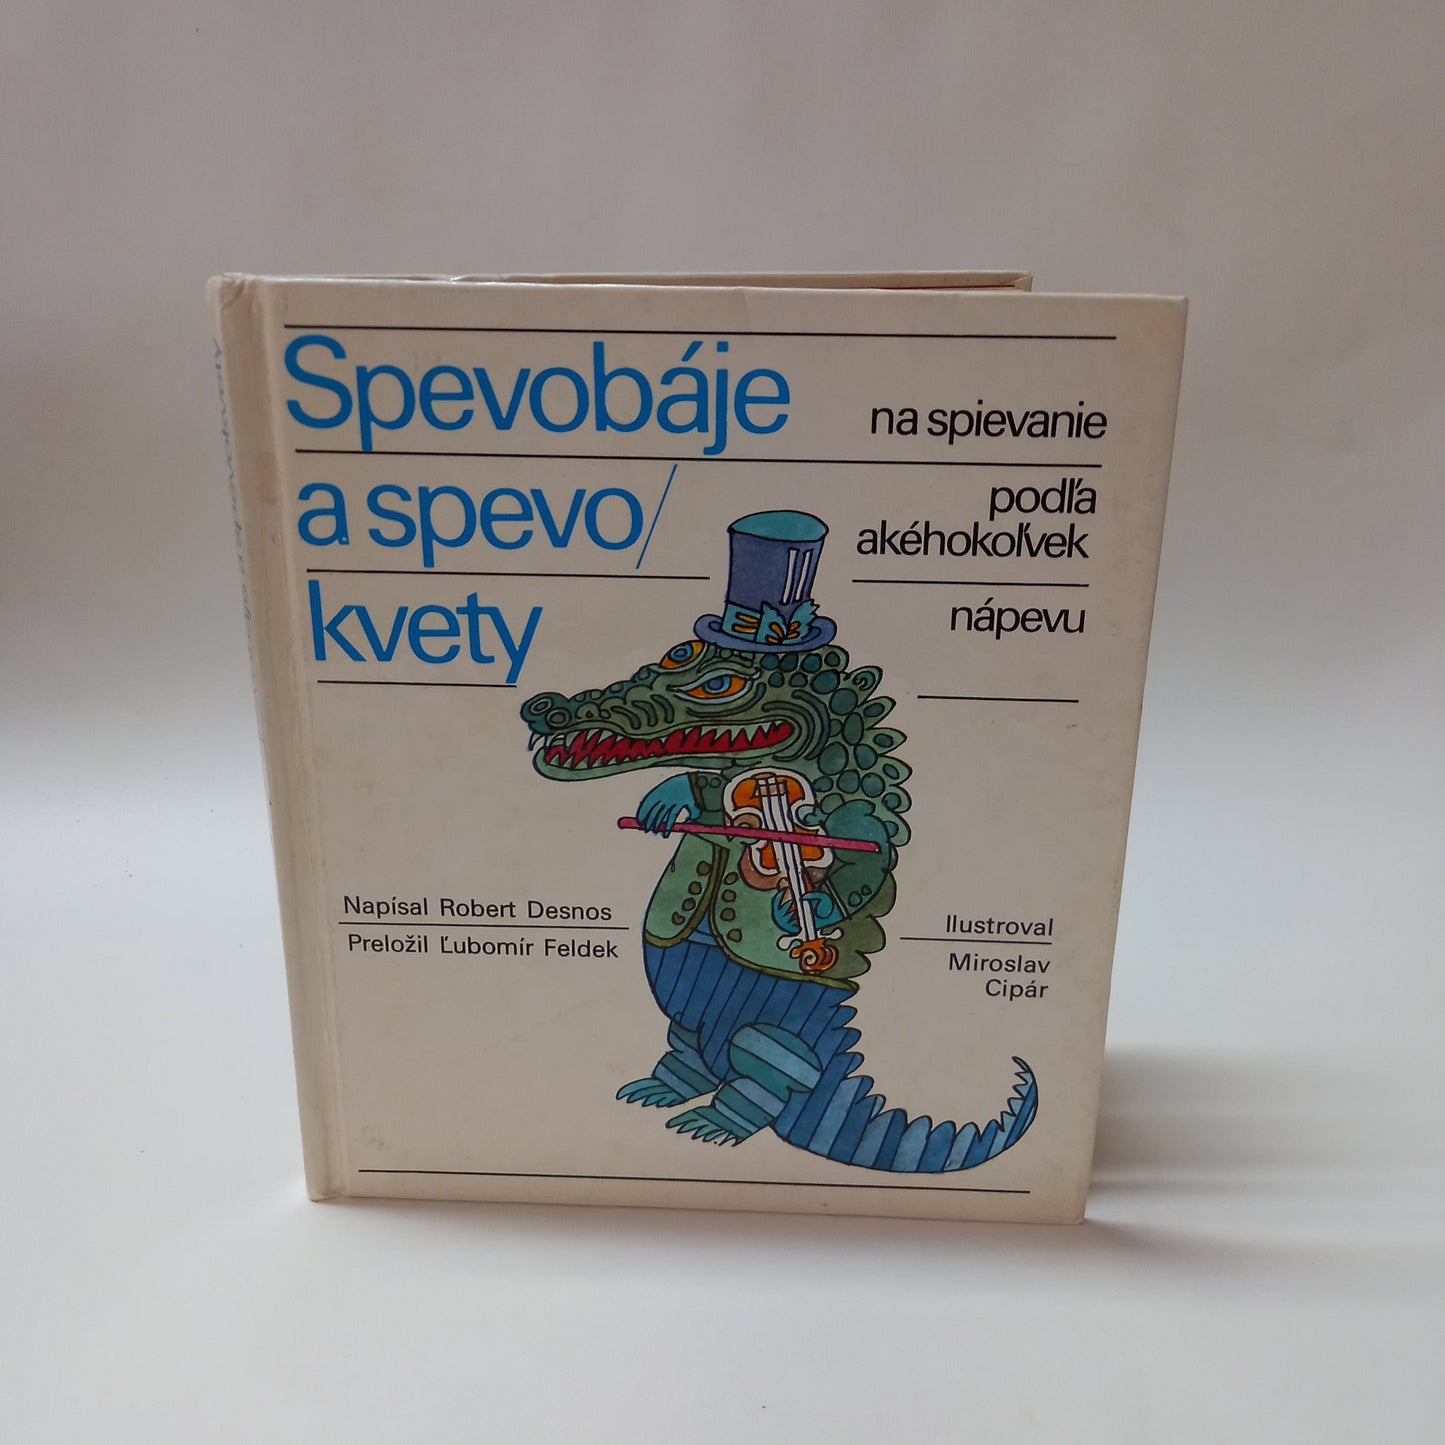 Spevobáje
a spevo/
kvety
na spievanie
podľa
akéhokoľvek
nápevu
Napísal Robert Desnos
Preložil Ľubomír Feldek
Ilustroval
Miroslav
Cipár